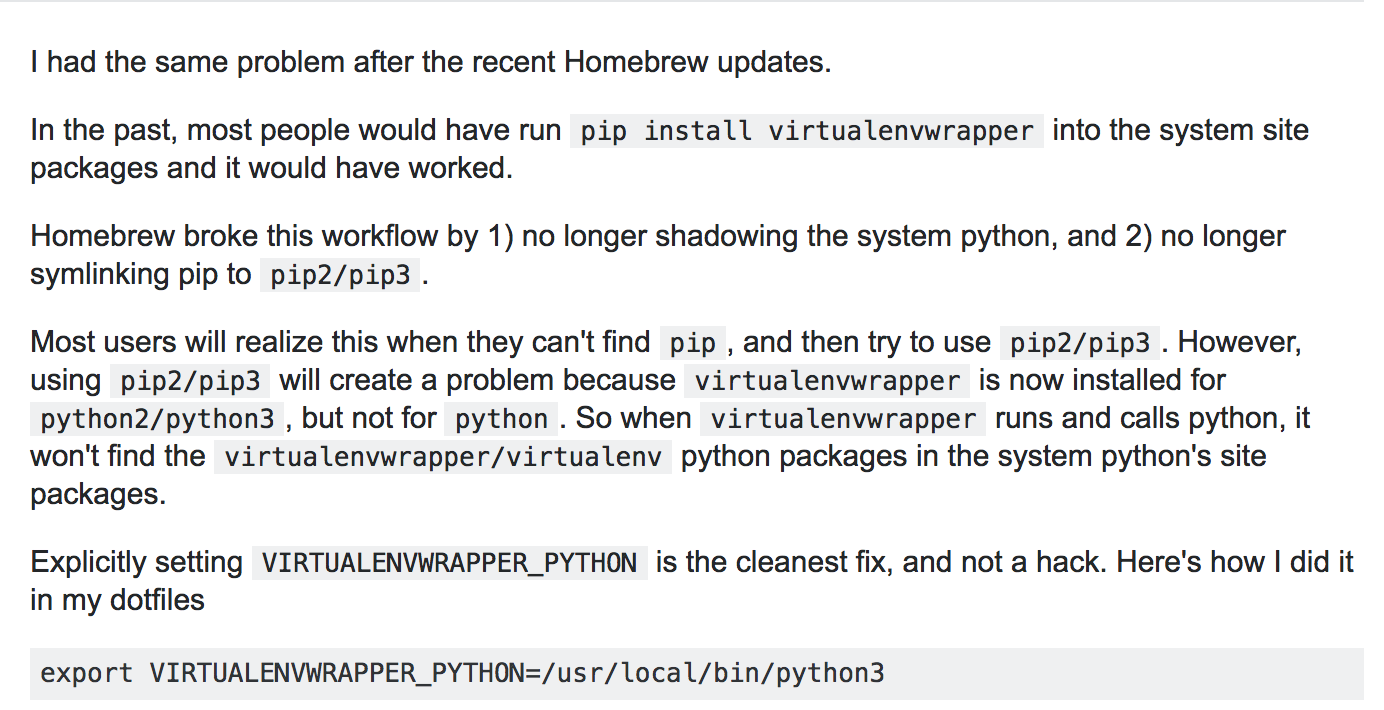 I had the same problem after the recent Homebrew updates.
In the past, most people would have run pip install virtualenvwrapper into the system site
packages and it would have worked.
Homebrew broke this workflow by 1) no longer shadowing the system python, and 2) no longer
symlinking pip to pip2/pip3.
Most users will realize this when they can't find pip, and then try to use pip2/pip3. However,
using pip2/pip3 will create a problem because virtualenvwrapper is now installed for
python2/python3, but not for python. So when virtualenvwrapper runs and calls python, it
won't find the virtualenvwrapper/virtualenv python packages in the system python's site
packages.
Explicitly setting VIRTUALENVWRAPPER_PYTHON is the cleanest fix, and not a hack. Here's how I did it
in my dotfiles
export VIRTUALENVWRAPPER_PYTHON=/usr/local/bin/python3